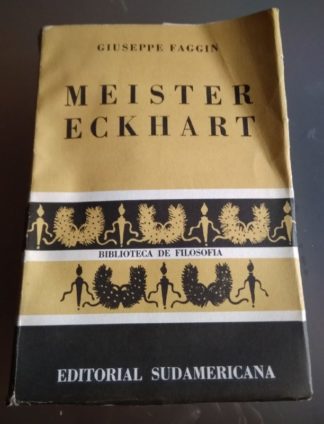 GIUSEPPE FAGGIN
MEISTER
ECKHART
BIBLIOTECA DE FILOSOFIA
EDITORIAL SUDAMERICANA